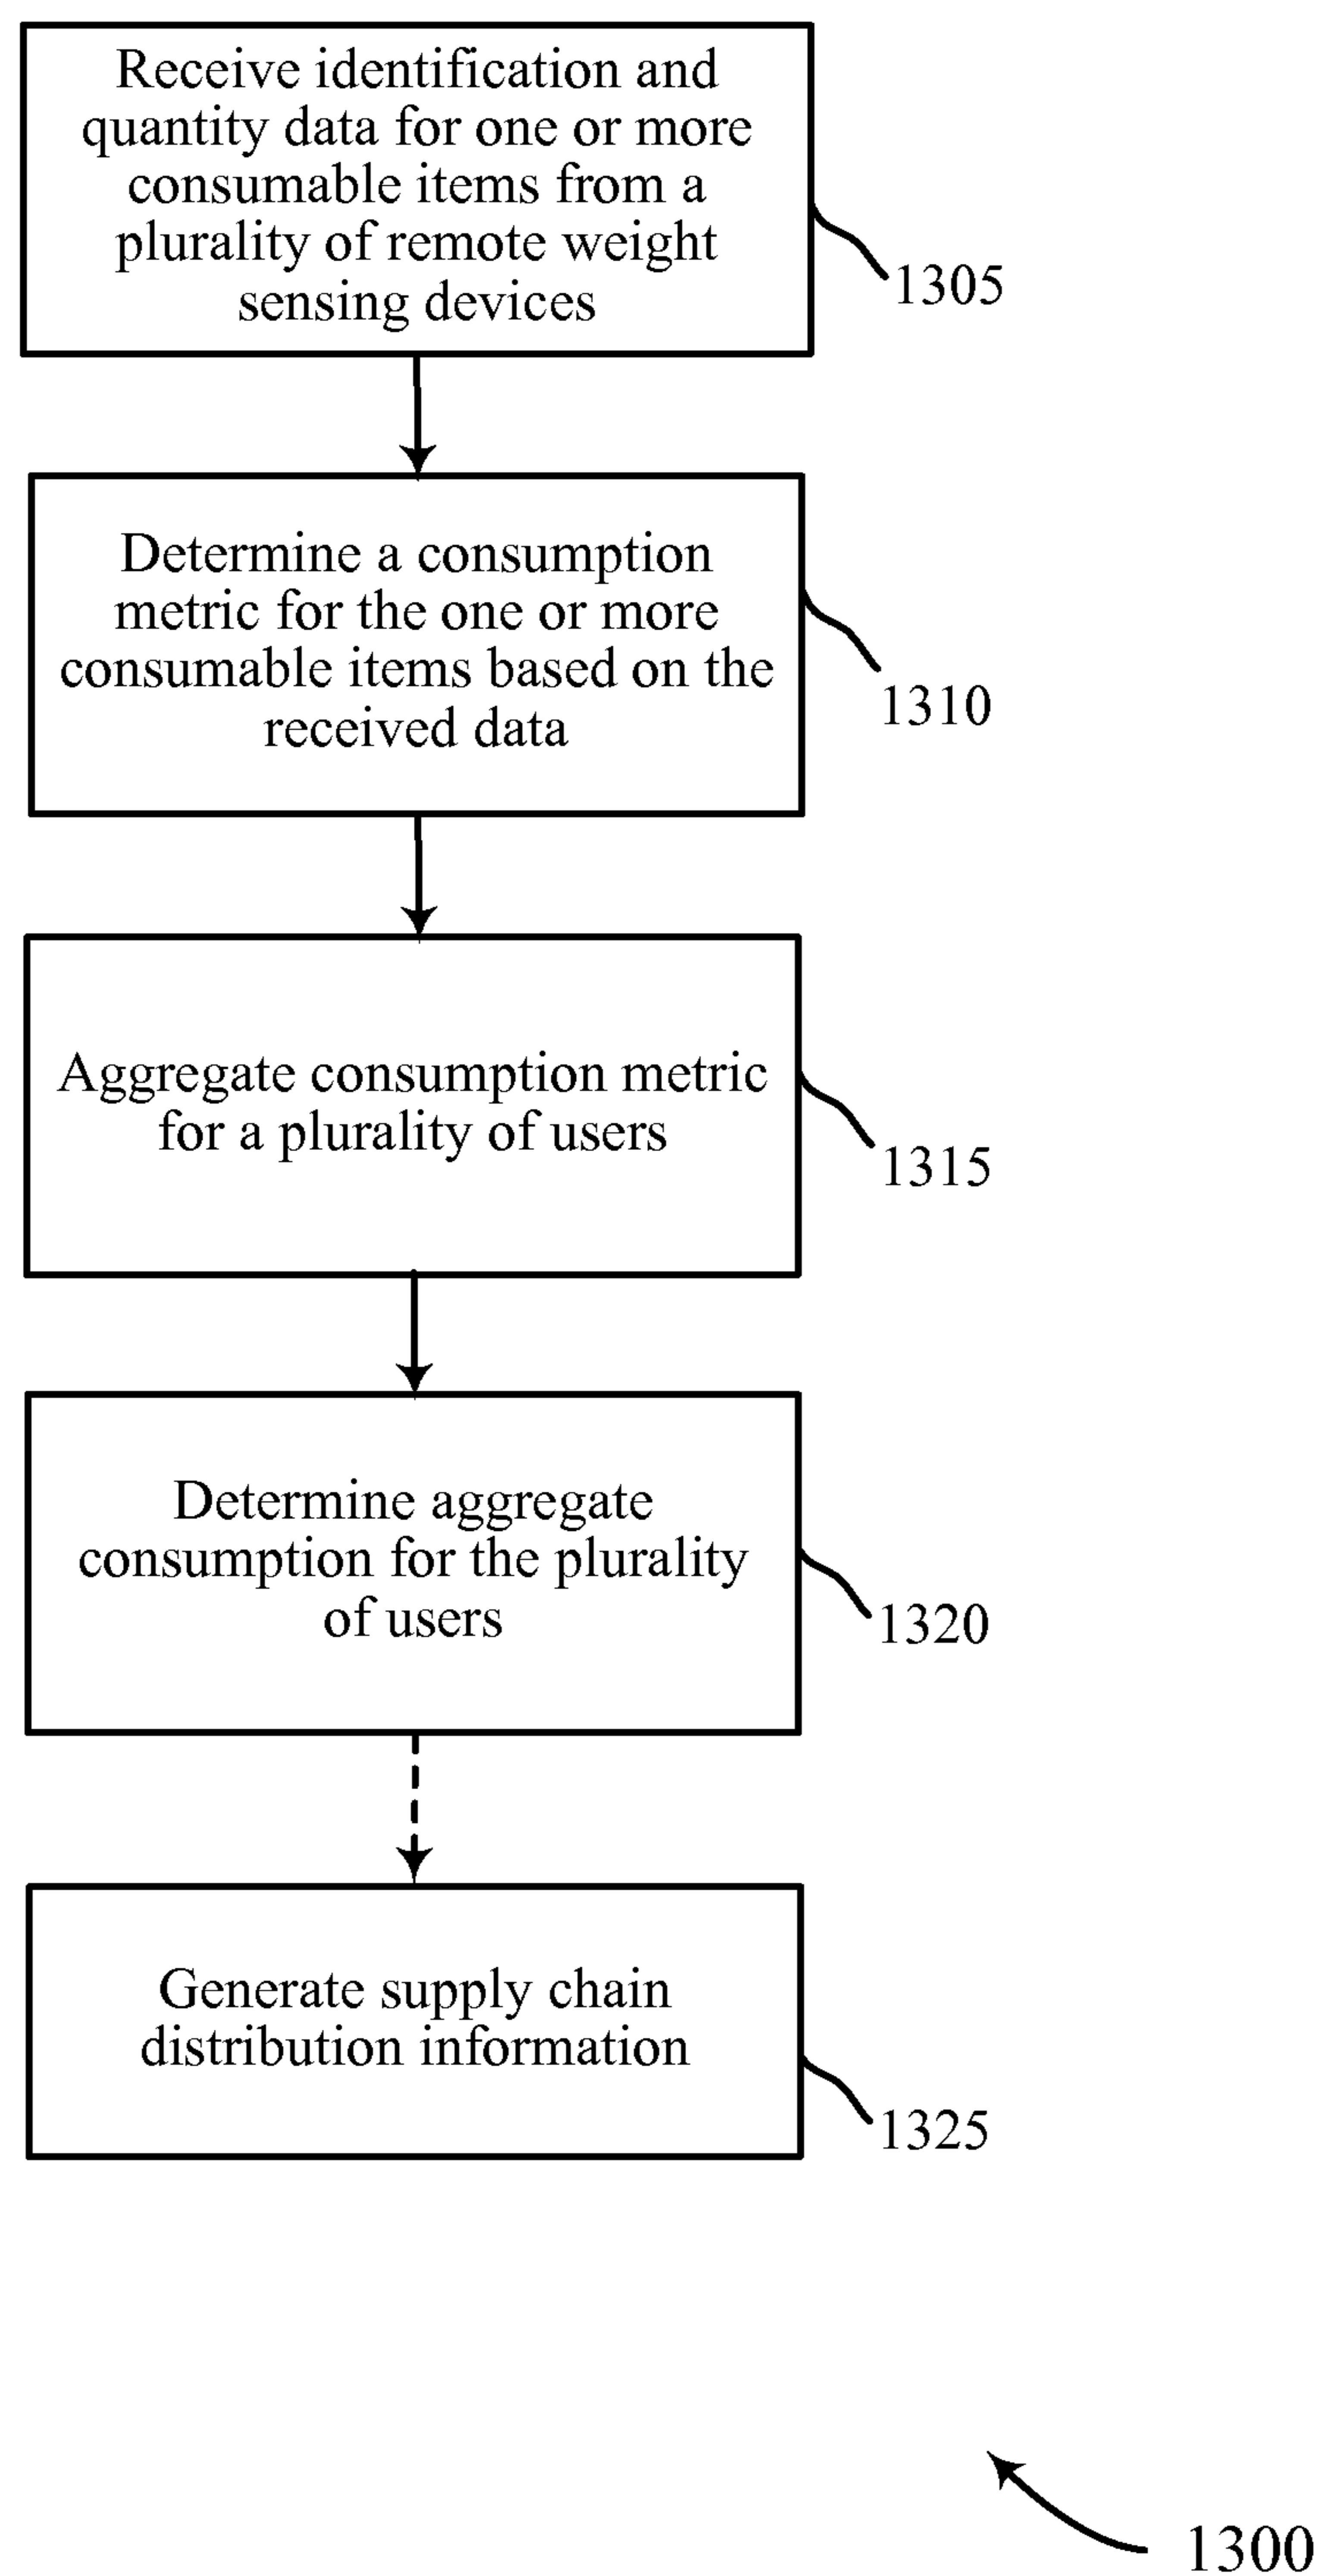 Receive identification and
quantity data for one or more
consumable items from a
plurality of remote weight
sensing devices
1305
Determine a consumption
metric for the one or more
consumable items based on the
received data
1310
Aggregate consumption metric
for a plurality of users
1315
Determine aggregate
consumption for the plurality
of users
1320
Generate supply chain
distribution information
1325
1300